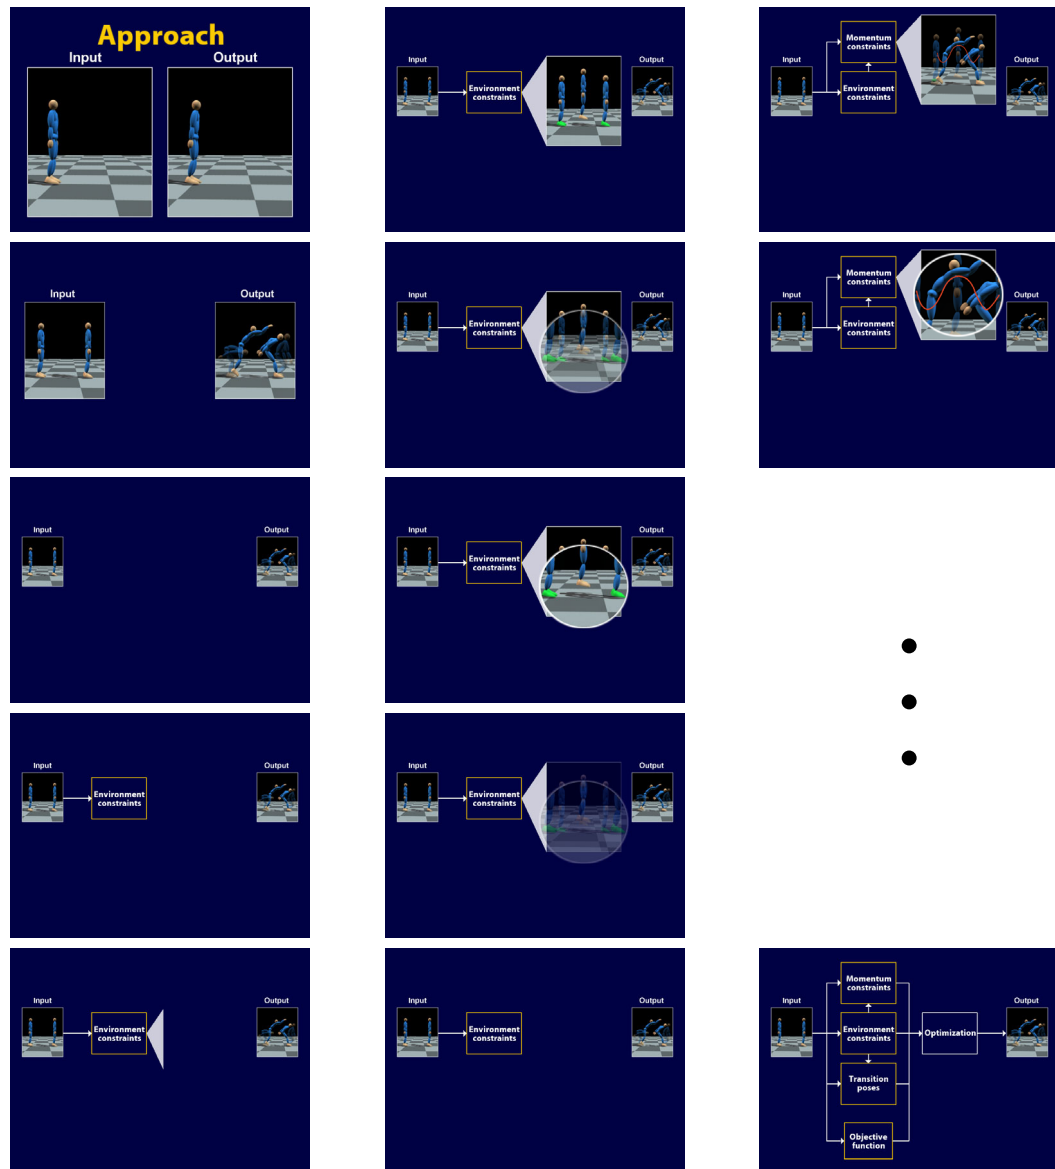 Approach
Input Output
Input Output
Input Output
Input Output
Environment
constraints
Input Output
Environment
constraints
Input Output
Environment
constraints
Input Output
Environment
constraints
Input Output
Environment
constraints
Input Output
Environment
constraints
Input Output
Environment
constraints
Momentum
constraints
Input Output
Environment
constraints
Momentum
constraints
Input Output
Environment
constraints
Momentum
constraints
Input Output
Environment
constraints
Optimization
Transition
poses
Objective
function